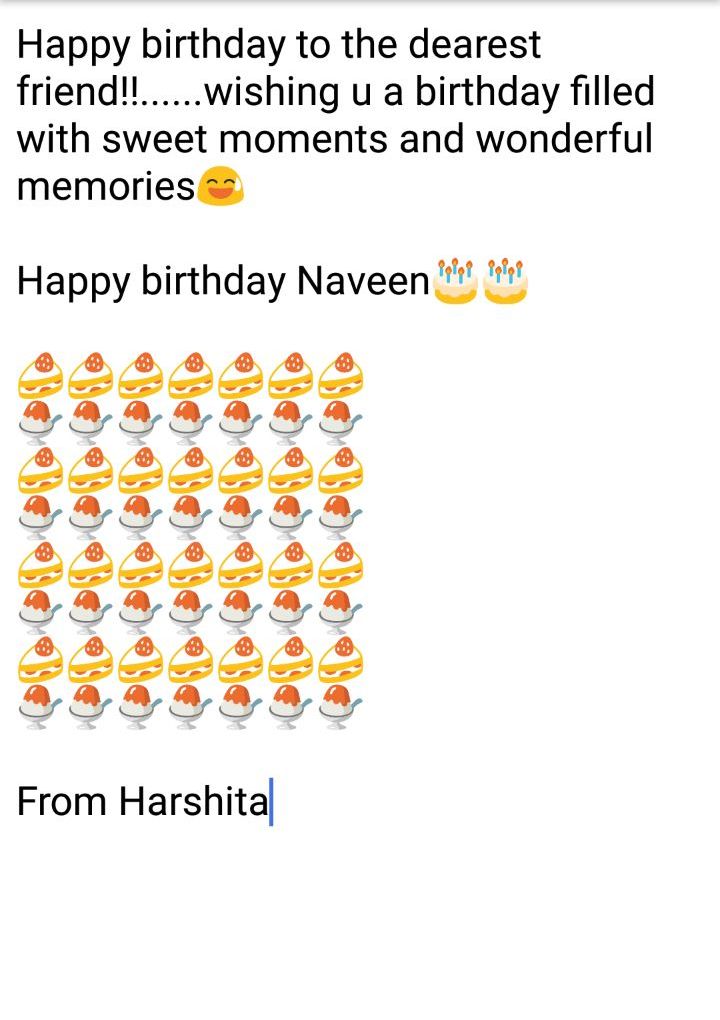 Happy birthday to the dearest
friend!!......wishing u a birthday filled
with sweet moments and wonderful
memories😅
Happy birthday Naveen🎂🎂
🍰🍰🍰🍰🍰🍰🍰
🍧🍧🍧🍧🍧🍧🍧
🍰🍰🍰🍰🍰🍰🍰
🍧🍧🍧🍧🍧🍧🍧
🍰🍰🍰🍰🍰🍰🍰
🍧🍧🍧🍧🍧🍧🍧
🍰🍰🍰🍰🍰🍰🍰
🍧🍧🍧🍧🍧🍧🍧
From Harshita